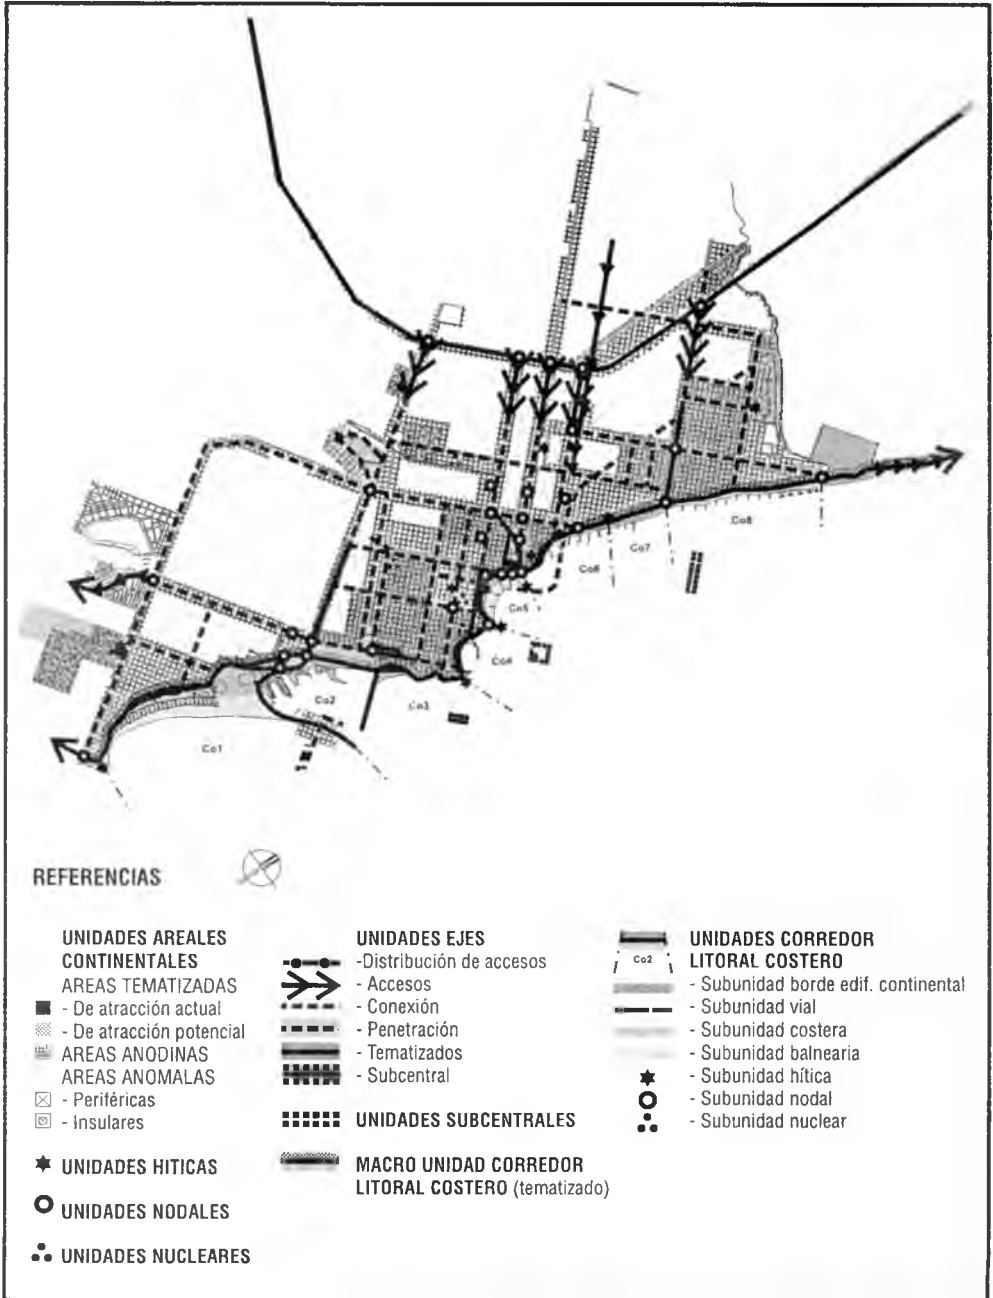 Co8
Co7
Co6
Co5
Co4
Co2
Co3
Co1
REFERENCIAS
UNIDADES AREALES
CONTINENTALES
AREAS TEMATIZADAS
- De atracción actual
- De atracción potencial
AREAS ANODINAS
AREAS ANOMALAS
- Periféricas
- Insulares
UNIDADES HITICAS
UNIDADES NODALES
UNIDADES NUCLEARES
UNIDADES EJES
-Distribución de accesos
- Accesos
- Conexión
- Penetración
- Tematizados
- Subcentral
UNIDADES SUBCENTRALES
MACRO UNIDAD CORREDOR
LITORAL COSTERO (tematizado)
UNIDADES CORREDOR
LITORAL COSTERO
Co2
- Subunidad borde edif. continental
- Subunidad vial
- Subunidad costera
- Subunidad balnearia
- Subunidad hítica
- Subunidad nodal
- Subunidad nuclear